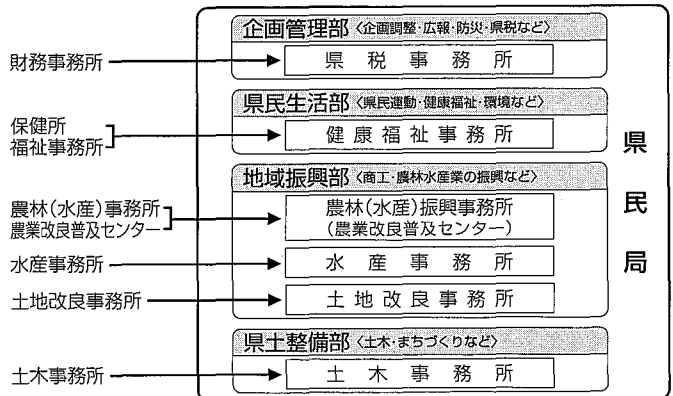 企画管理部〈企画調整・広報・防災・県税など〉
財務事務所
県税事務所
県民生活部〈県民運動・健康福祉・環境など〉
保健所
福祉事務所
健康福祉事務所
地域振興部〈商工・農林水産業の振興など〉
農林(水産)事務所
農業改良普及センター
農林(水産)振興事務所
(農業改良普及センター)
水産事務所
水産事務所
土地改良事務所
土地改良事務所
県土整備部〈土木・まちづくりなど〉
土木事務所
土木事務所
県民局